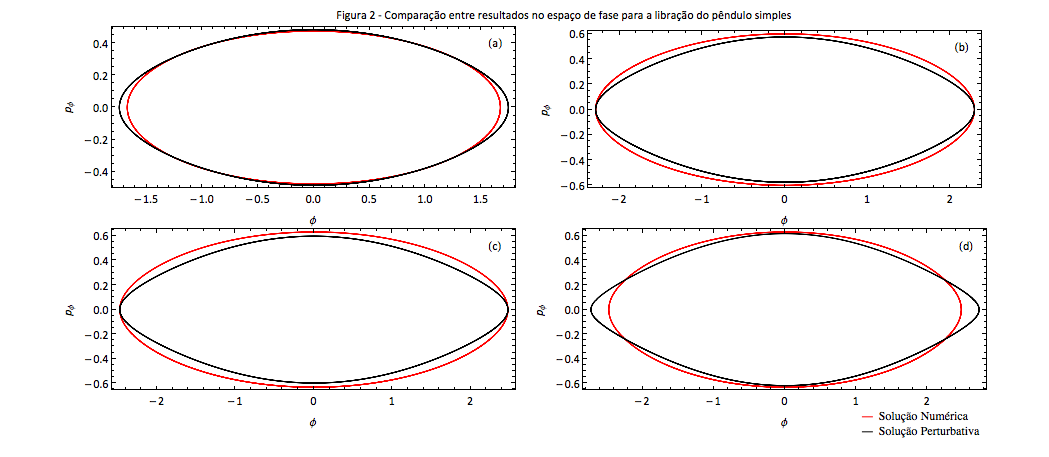 Figura 2 - Comparação entre resultados no espaço de fase para a libração do pêndulo simples
(a)
0.4
0.2
0.0
−0.2
−0.4
pϕ
−1.5 −1.0 −0.5 0.0 0.5 1.0 1.5
ϕ
(b)
0.6
0.4
0.2
0.0
−0.2
−0.4
−0.6
pϕ
−2 −1 0 1 2
ϕ
(c)
0.6
0.4
0.2
0.0
−0.2
−0.4
−0.6
pϕ
−2 −1 0 1 2
ϕ
(d)
0.6
0.4
0.2
0.0
−0.2
−0.4
−0.6
pϕ
−2 −1 0 1 2
ϕ
Solução Numérica
Solução Perturbativa